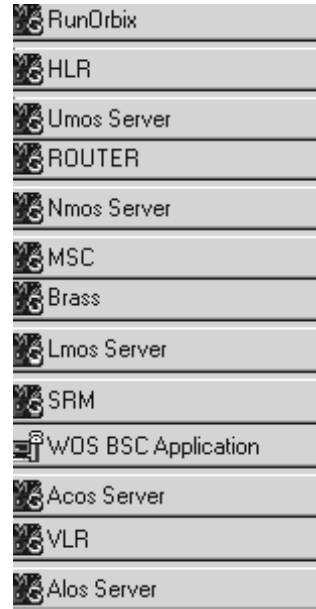 RunOrbix
HLR
Umos Server
ROUTER
Nmos Server
MSC
Brass
Lmos Server
SRM
WOS BSC Application
Acos Server
VLR
Alos Server